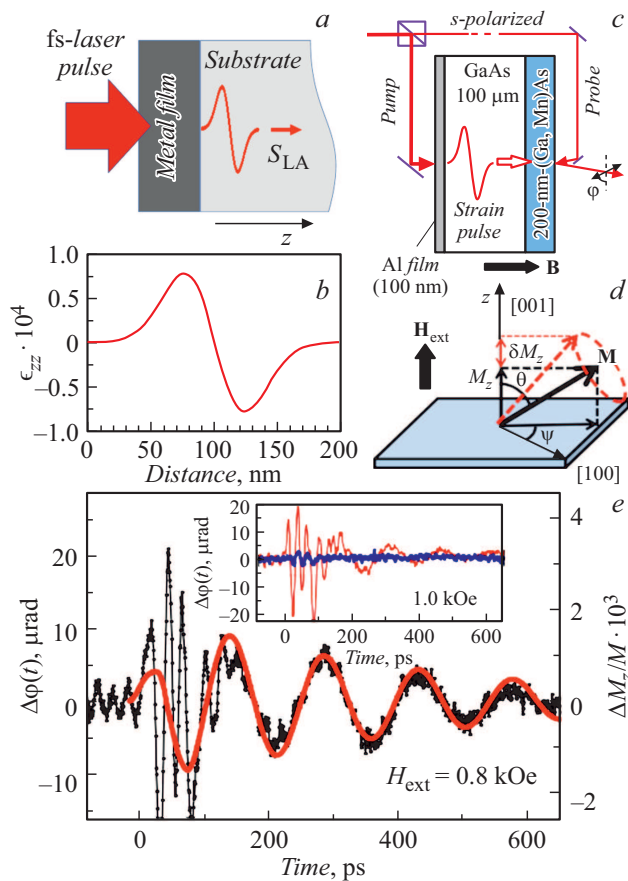 a
fs-laser
pulse
Metal film
Substrate
S_LA
z
s-polarized
c
Pump
GaAs
100 μm
Strain
pulse
200-nm-(Ga, Mn)As
Probe
φ
Al film
(100 nm)
B
1.0
b
0.5
0
−0.5
−1.0
ϵ_zz · 10^4
0 50 100 150 200
Distance, nm
z
[001]
d
H_ext
δM_z
M_z
θ
M
ψ
[100]
e
20
10
0
−10
Δφ(t), μrad
20
10
0
−10
−20
Δφ(t), μrad
1.0 kOe
0 200 400 600
Time, ps
4
2
0
−2
ΔM_z/M · 10^3
H_ext = 0.8 kOe
0 200 400 600
Time, ps